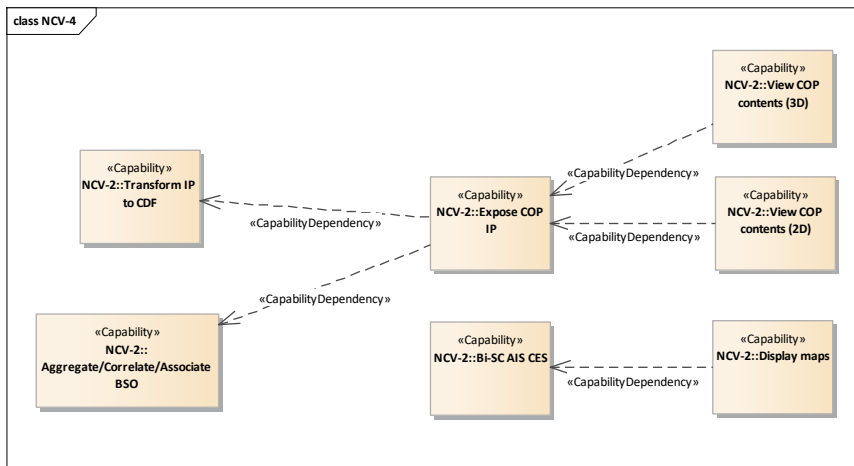 class NCV-4
«Capability»
NCV-2::View COP
contents (3D)
«Capability»
NCV-2::Transform IP
to CDF
«CapabilityDependency»
«Capability»
NCV-2::Expose COP
IP
«CapabilityDependency»
«Capability»
NCV-2::View COP
contents (2D)
«CapabilityDependency»
«CapabilityDependency»
«Capability»
NCV-2::
Aggregate/Correlate/Associate
BSO
«Capability»
NCV-2::Bi-SC AIS CES
«CapabilityDependency»
«Capability»
NCV-2::Display maps